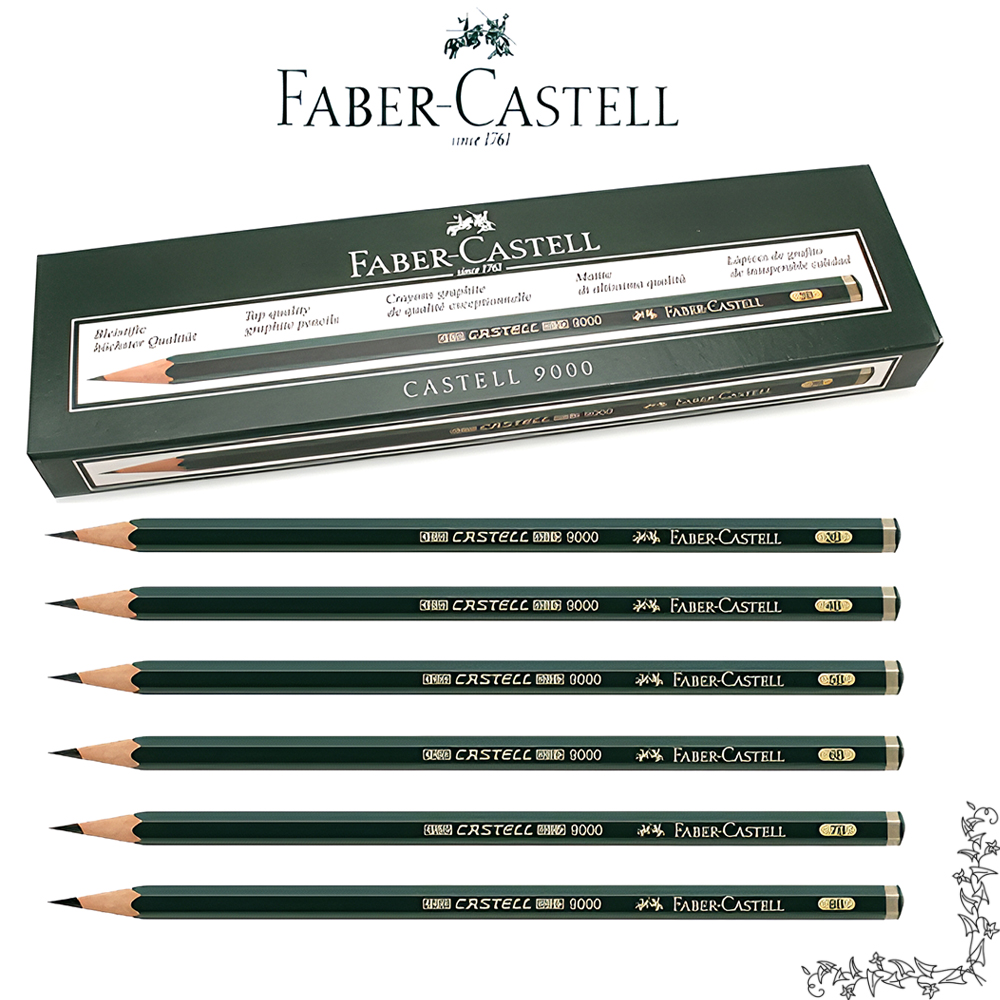 FABER-CASTELL
since 1761
FABER-CASTELL
since 1761
Bleistifte
höchster Qualität
Top quality
graphite pencils
Crayons graphite
de qualité exceptionnelle
Matite
di altissima qualità
Lápices de grafito
de insuperable calidad
CASTELL 9000 FABER-CASTELL
CASTELL 9000
CASTELL 9000 FABER-CASTELL
CASTELL 9000 FABER-CASTELL
CASTELL 9000 FABER-CASTELL
CASTELL 9000 FABER-CASTELL
CASTELL 9000 FABER-CASTELL
CASTELL 9000 FABER-CASTELL
CASTELL 9000 FABER-CASTELL